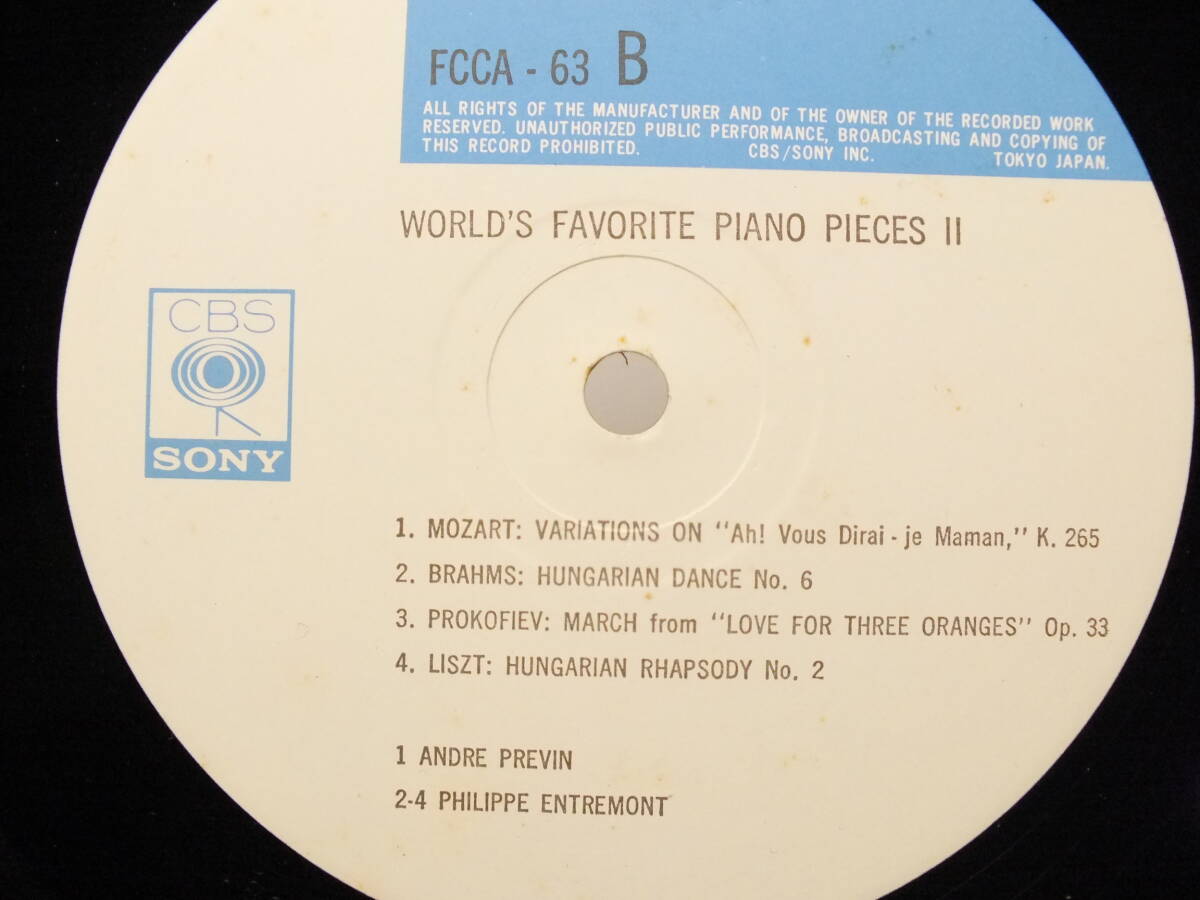 FCCA - 63 B
ALL RIGHTS OF THE MANUFACTURER AND OF THE OWNER OF THE RECORDED WORK
RESERVED. UNAUTHORIZED PUBLIC PERFORMANCE, BROADCASTING AND COPYING OF
THIS RECORD PROHIBITED. CBS/SONY INC. TOKYO JAPAN.
WORLD'S FAVORITE PIANO PIECES II
CBS
SONY
1. MOZART: VARIATIONS ON "Ah! Vous Dirai - je Maman," K. 265
2. BRAHMS: HUNGARIAN DANCE No. 6
3. PROKOFIEV: MARCH from "LOVE FOR THREE ORANGES" Op. 33
4. LISZT: HUNGARIAN RHAPSODY No. 2
1 ANDRE PREVIN
2-4 PHILIPPE ENTREMONT